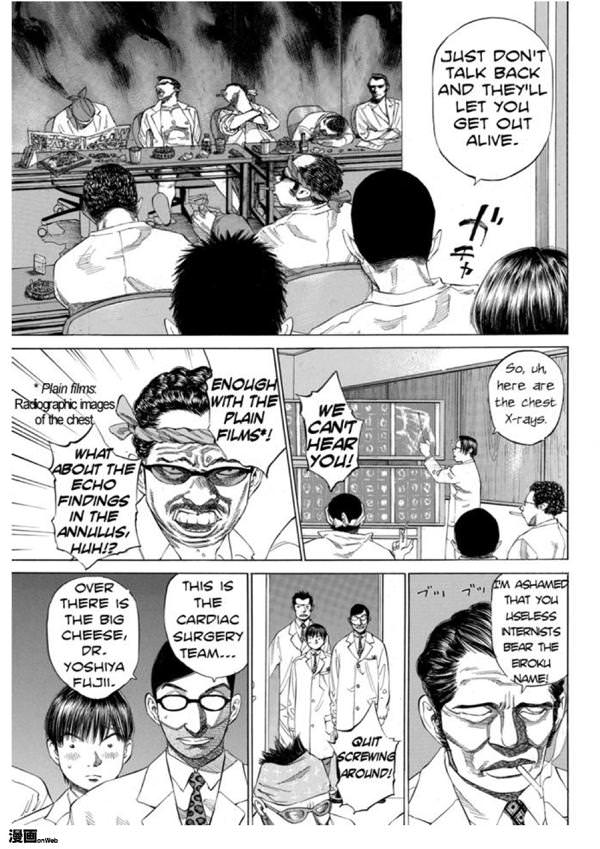 JUST DON'T
TALK BACK
AND THEY'LL
LET YOU
GET OUT
ALIVE.
ガ
ヤ
So, uh,
here are
the chest
X-rays.
WE
CAN'T
HEAR
YOU!
ENOUGH
WITH THE
PLAIN
FILMS*!
* Plain films:
Radiographic images
of the chest
WHAT
ABOUT THE
ECHO
FINDINGS
IN THE
ANNULUS,
HUH!?
I'M ASHAMED
THAT YOU
USELESS
INTERNISTS
BEAR THE
EIROKU
NAME!
ブツ
ブツ
QUIT
SCREWING
AROUND!
THIS IS
THE
CARDIAC
SURGERY
TEAM...
OVER
THERE IS
THE BIG
CHEESE,
DR.
YOSHIYA
FUJII.
漫画onWeb